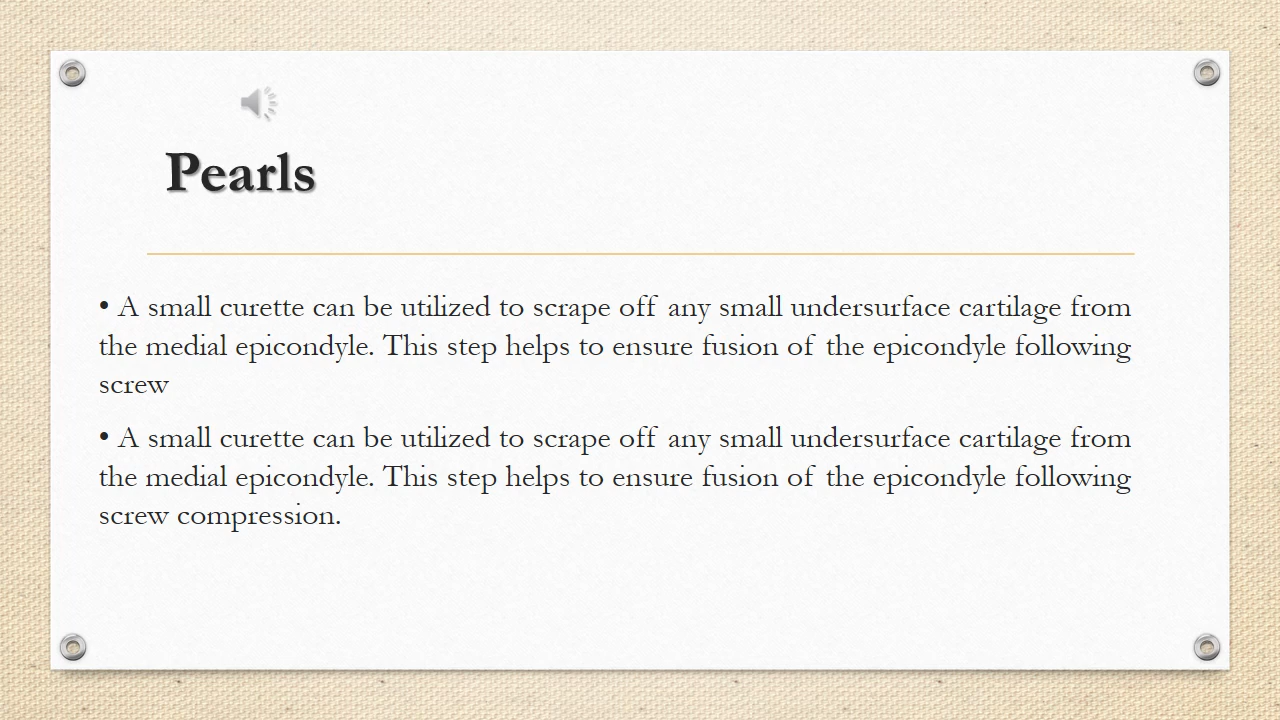 Pearls
• A small curette can be utilized to scrape off any small undersurface cartilage from
the medial epicondyle. This step helps to ensure fusion of the epicondyle following
screw
• A small curette can be utilized to scrape off any small undersurface cartilage from
the medial epicondyle. This step helps to ensure fusion of the epicondyle following
screw compression.